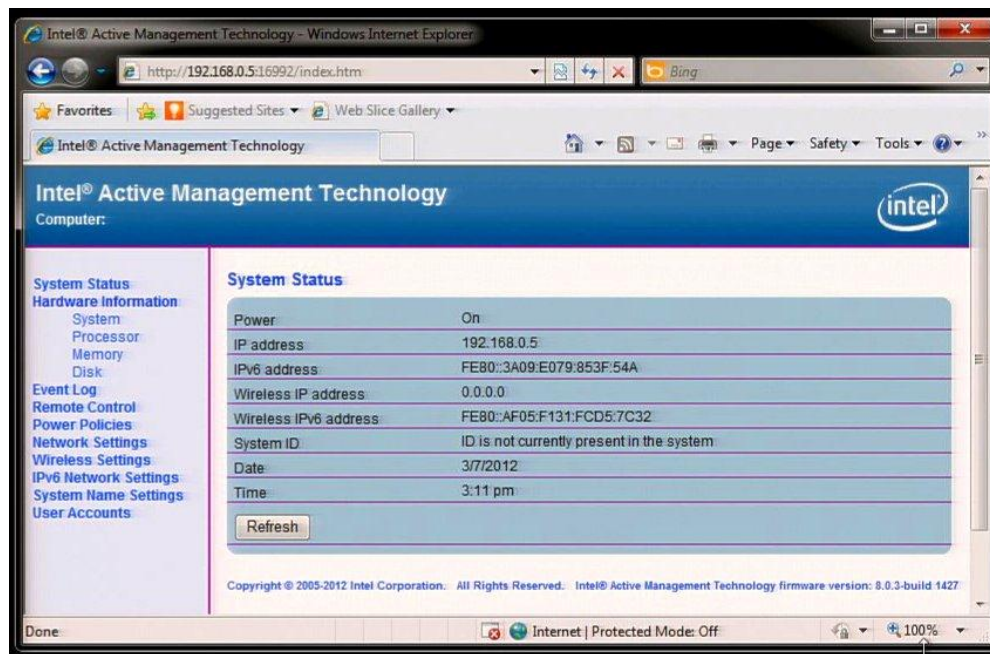 Intel® Active Management Technology - Windows Internet Explorer
http://192.168.0.5:16992/index.htm
Bing
Favorites Suggested Sites Web Slice Gallery
Intel® Active Management Technology Page Safety Tools
Intel® Active Management Technology
Computer:
intel
System Status
Hardware Information
System
Processor
Memory
Disk
Event Log
Remote Control
Power Policies
Network Settings
Wireless Settings
IPv6 Network Settings
System Name Settings
User Accounts
System Status
Power On
IP address 192.168.0.5
IPv6 address FE80::3A09:E079:853F:54A
Wireless IP address 0.0.0.0
Wireless IPv6 address FE80::AF05:F131:FCD5:7C32
System ID ID is not currently present in the system
Date 3/7/2012
Time 3:11 pm
Refresh
Copyright © 2005-2012 Intel Corporation. All Rights Reserved. Intel® Active Management Technology firmware version: 8.0.3-build 1427
Done Internet | Protected Mode: Off 100%